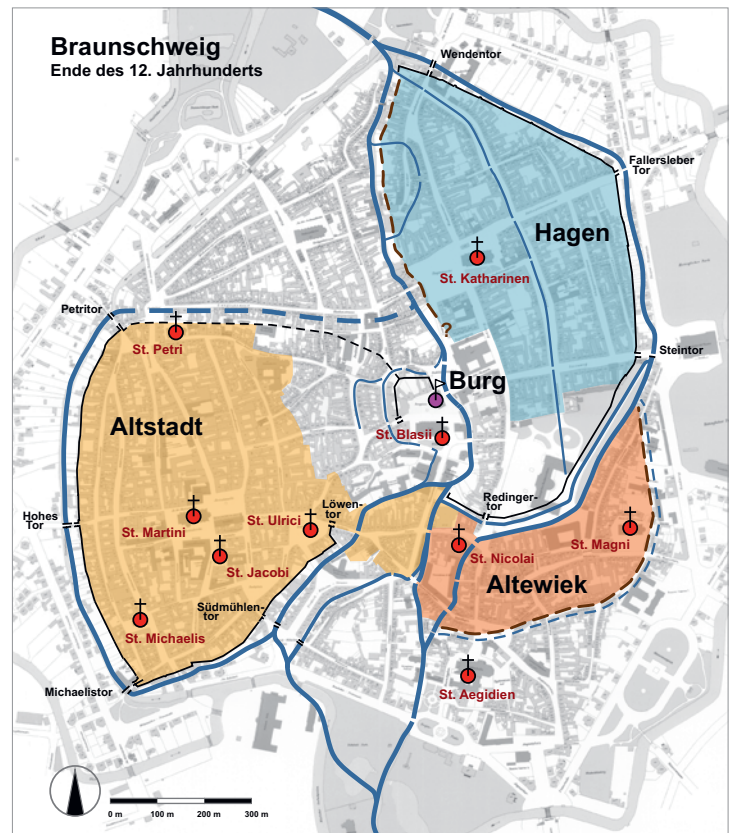 Braunschweig
Ende des 12. Jahrhunderts
Wendentor
Fallersleber
Tor
Hagen
St. Katharinen
Petritor
St. Petri
?
Steintor
Burg
Altstadt
St. Blasii
Hohes
Tor
St. Martini
St. Ulrici
Löwen-
tor
Redinger-
tor
St. Jacobi
St. Nicolai
St. Magni
Altewiek
Südmühlen-
tor
St. Michaelis
Michaelistor
St. Aegidien
0 m
100 m
200 m
300 m